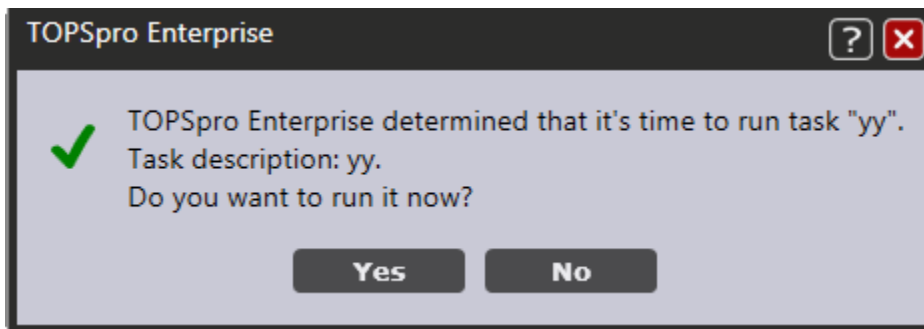 TOPSpro Enterprise
?
TOPSpro Enterprise determined that it's time to run task "yy".
Task description: yy.
Do you want to run it now?
Yes No